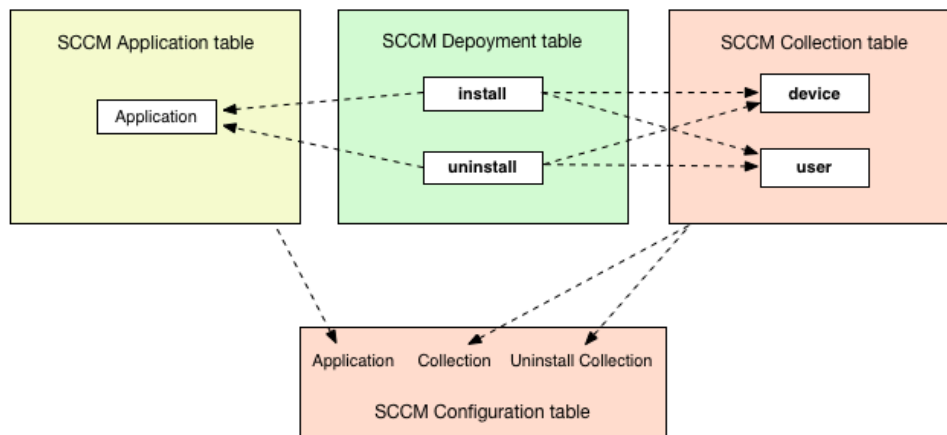 SCCM Application table
Application
SCCM Depoyment table
install
uninstall
SCCM Collection table
device
user
Application
Collection
Uninstall Collection
SCCM Configuration table